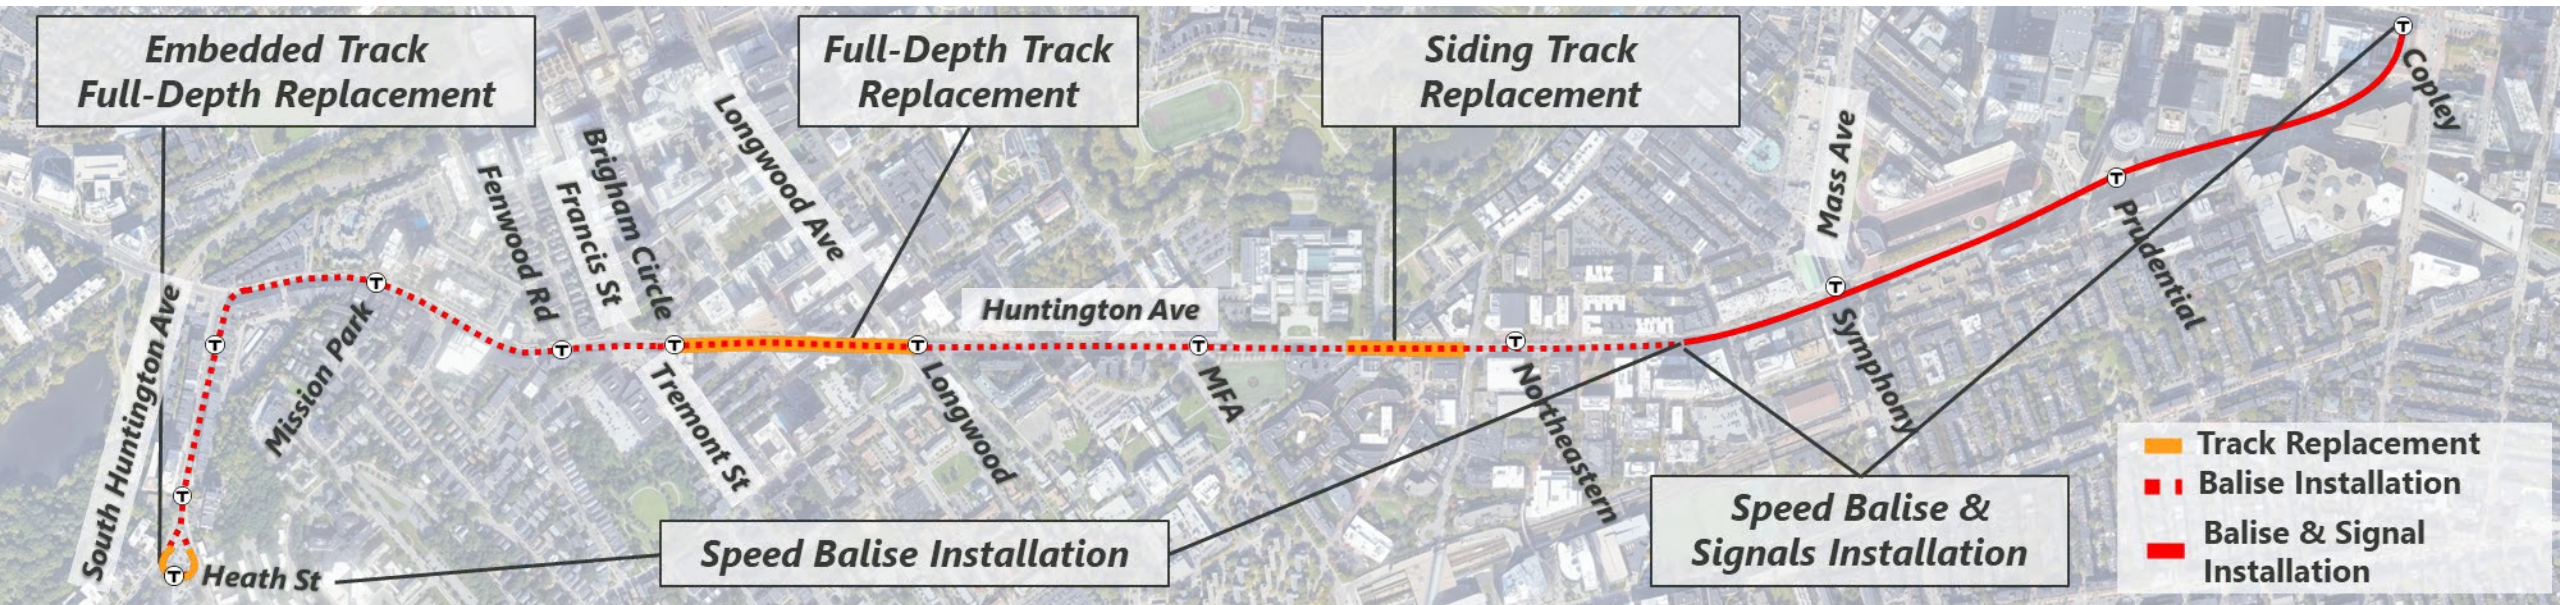 Embedded Track
Full-Depth Replacement
Full-Depth Track
Replacement
Siding Track
Replacement
Copley
Longwood Ave
Brigham Circle
Mass Ave
Fenwood Rd
Francis St
Prudential
South Huntington Ave
Mission Park
Huntington Ave
Symphony
Tremont St
Longwood
MFA
Northeastern
Heath St
Speed Balise Installation
Speed Balise &
Signals Installation
Track Replacement
Balise Installation
Balise & Signal
Installation
T
T
T
T
T
T
T
T
T
T
T
T